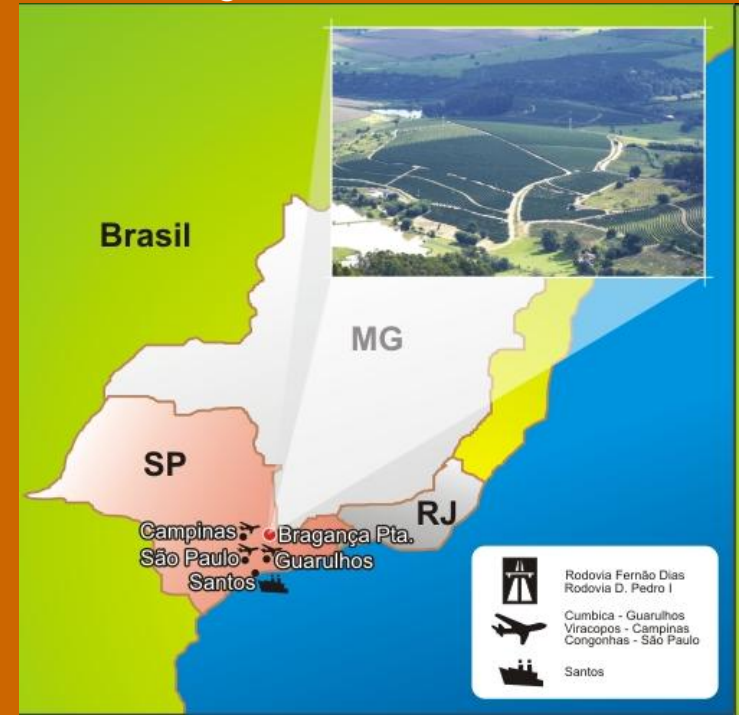 Brasil
MG
SP
RJ
Campinas
Bragança Pta.
São Paulo
Guarulhos
Santos
Rodovia Fernão Dias
Rodovia D. Pedro I
Cumbica - Guarulhos
Viracopos - Campinas
Congonhas - São Paulo
Santos